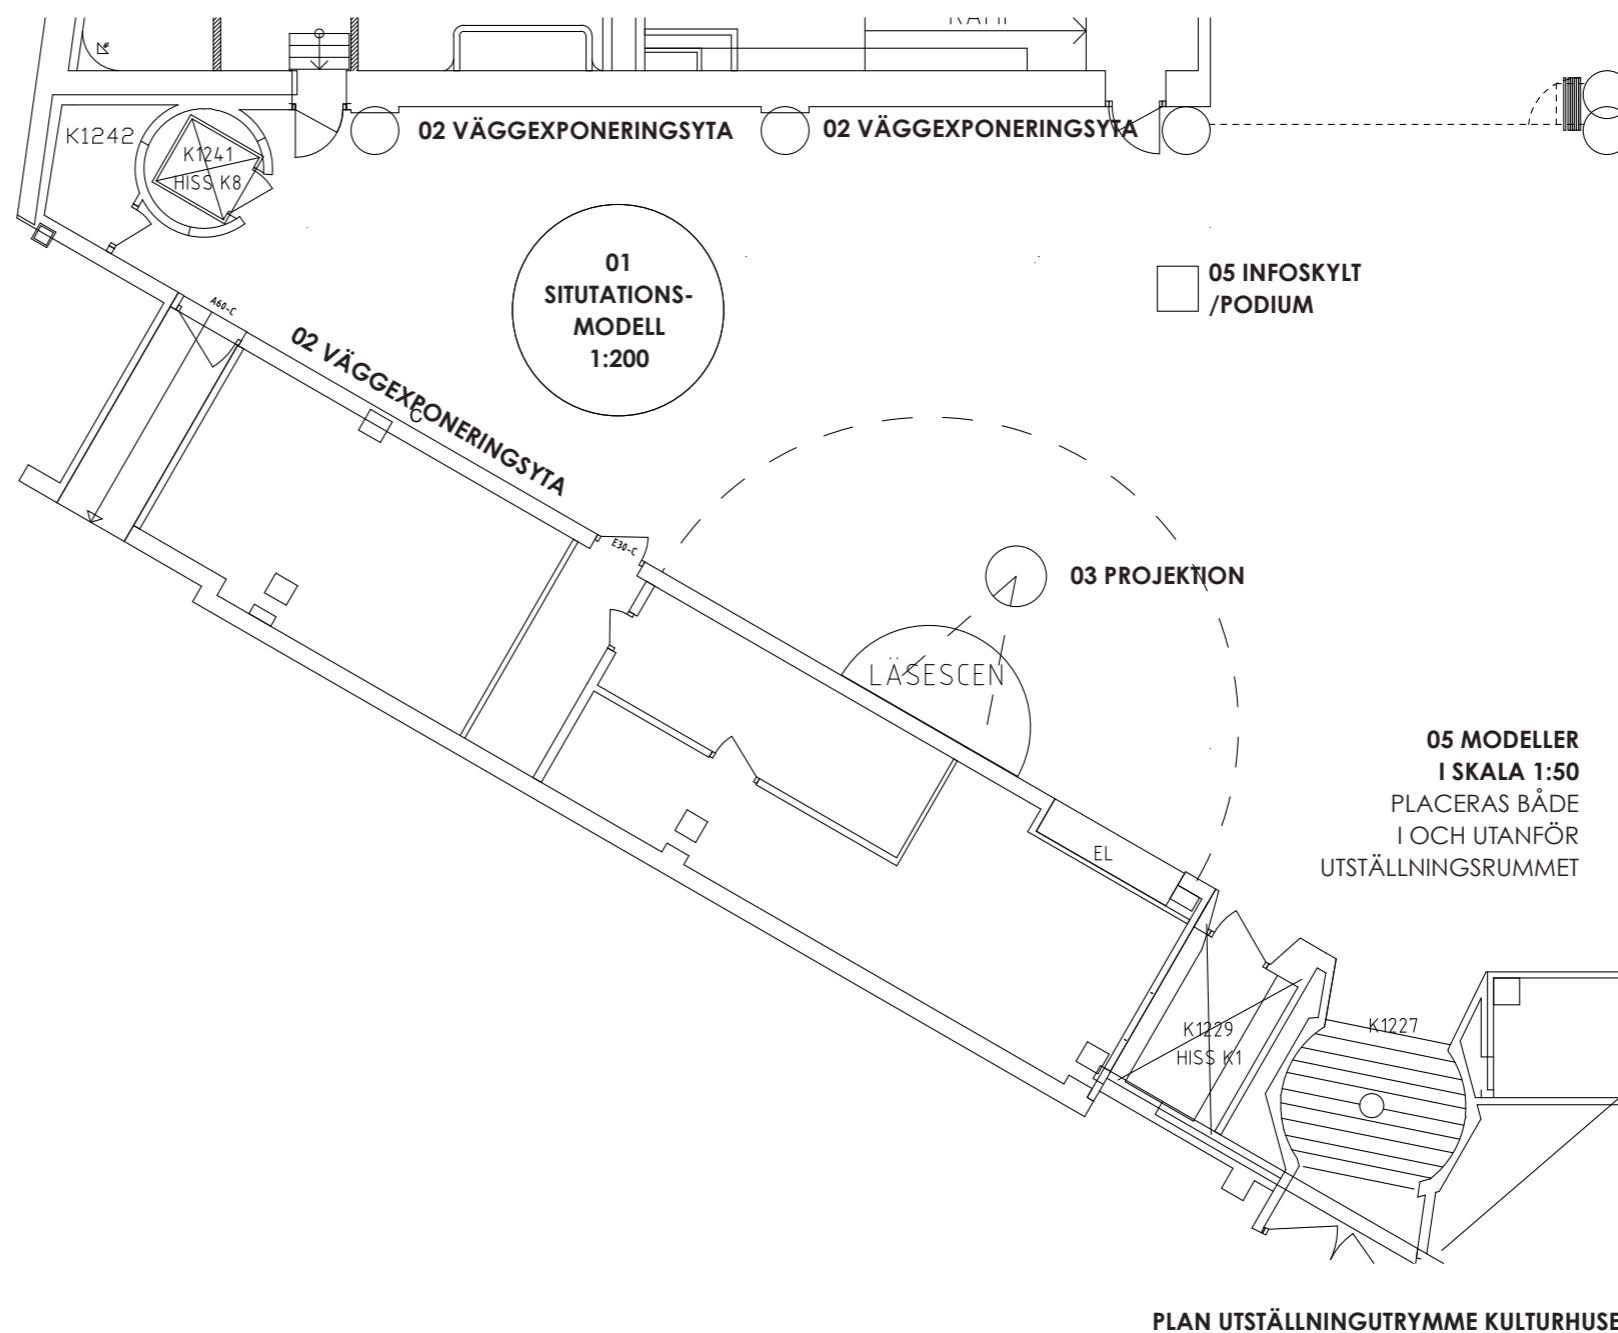 RAMP
K1242
K1241
HISS K8
02 VÄGGEXPONERINGSYTA
02 VÄGGEXPONERINGSYTA
01
SITUTATIONS-
MODELL
1:200
05 INFOSKYLT
/PODIUM
A60-C
02 VÄGGEXPONERINGSYTA
C
E30-C
03 PROJEKTION
LÄSESCEN
05 MODELLER
I SKALA 1:50
PLACERAS BÅDE
I OCH UTANFÖR
UTSTÄLLNINGSRUMMET
EL
K1229
HISS K1
K1227
PLAN UTSTÄLLNINGUTRYMME KULTURHUSE